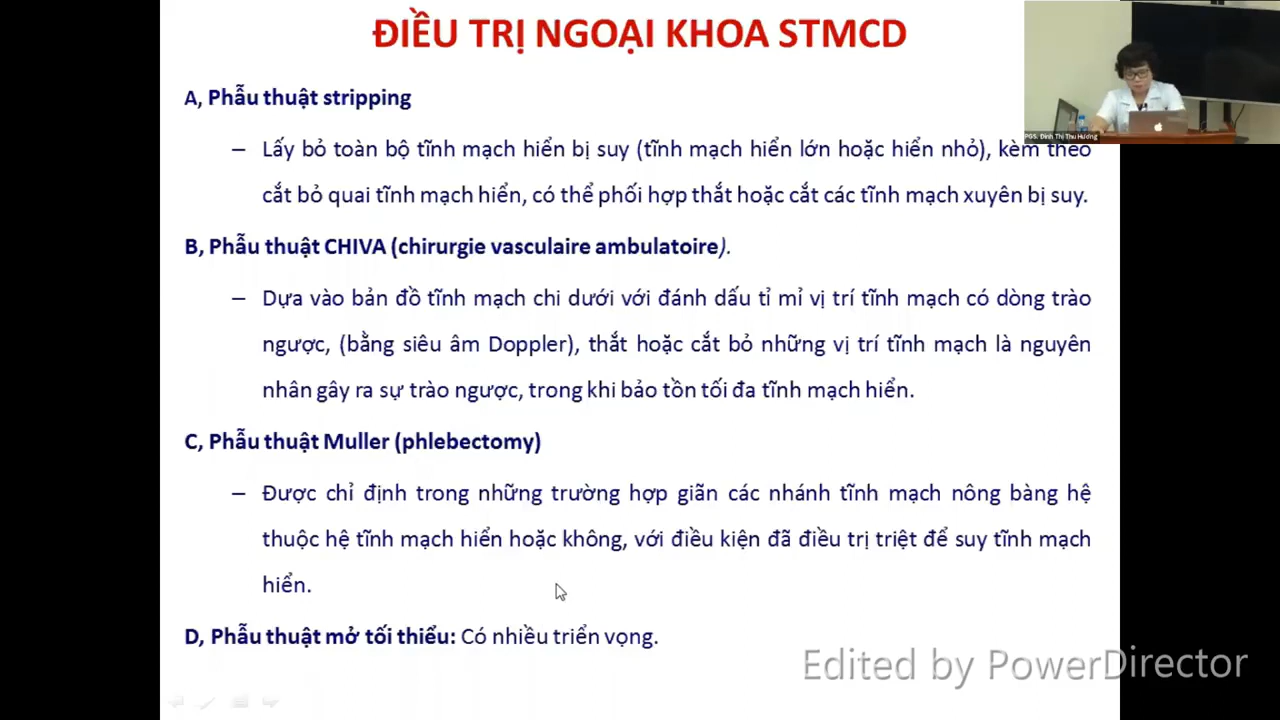 ĐIỀU TRỊ NGOẠI KHOA STMCD
A, Phẫu thuật stripping
– Lấy bỏ toàn bộ tĩnh mạch hiển bị suy (tĩnh mạch hiển lớn hoặc hiển nhỏ), kèm theo
cắt bỏ quai tĩnh mạch hiển, có thể phối hợp thắt hoặc cắt các tĩnh mạch xuyên bị suy.
B, Phẫu thuật CHIVA (chirurgie vasculaire ambulatoire).
– Dựa vào bản đồ tĩnh mạch chi dưới với đánh dấu tỉ mỉ vị trí tĩnh mạch có dòng trào
ngược, (bằng siêu âm Doppler), thắt hoặc cắt bỏ những vị trí tĩnh mạch là nguyên
nhân gây ra sự trào ngược, trong khi bảo tồn tối đa tĩnh mạch hiển.
C, Phẫu thuật Muller (phlebectomy)
– Được chỉ định trong những trường hợp giãn các nhánh tĩnh mạch nông bàng hệ
thuộc hệ tĩnh mạch hiển hoặc không, với điều kiện đã điều trị triệt để suy tĩnh mạch
hiển.
D, Phẫu thuật mở tối thiểu: Có nhiều triển vọng.
PGS. Đinh Thị Thu Hương
Edited by PowerDirector